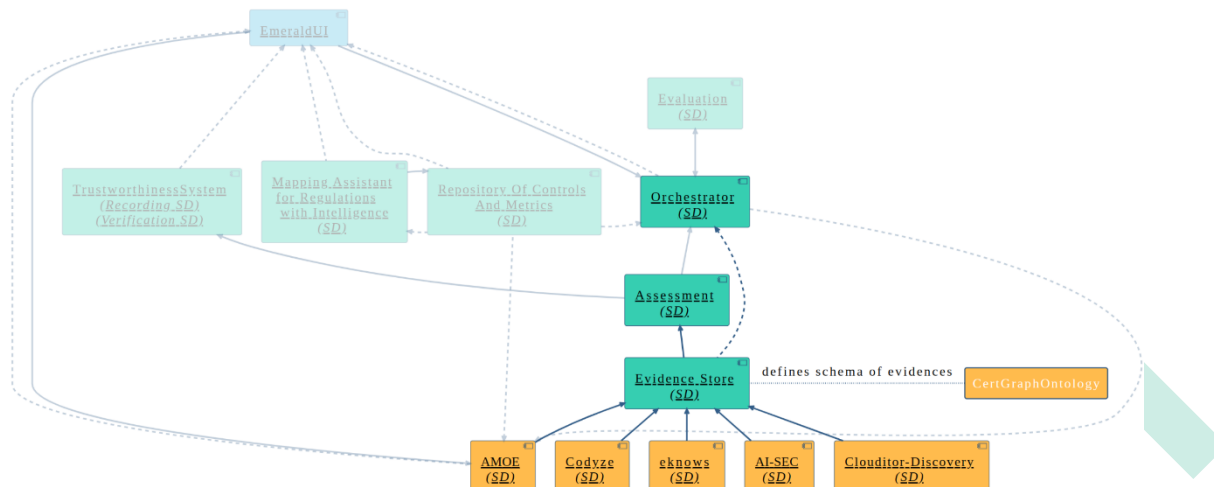 EmeraldUI
Evaluation
(SD)
TrustworthinessSystem
(Recording SD)
(Verification SD)
Mapping Assistant
for Regulations
with Intelligence
(SD)
Repository Of Controls
And Metrics
(SD)
Orchestrator
(SD)
Assessment
(SD)
Evidence Store
(SD)
defines schema of evidences
CertGraphOntology
AMOE
(SD)
Codyze
(SD)
eknows
(SD)
AI-SEC
(SD)
Clouditor-Discovery
(SD)